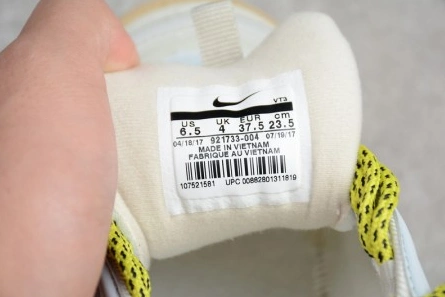 VT3
US UK EUR cm
6.5 4 37.5 23.5
04/18/17 921733-004 07/19/17
MADE IN VIETNAM
FABRIQUE AU VIETNAM
107521581 UPC 00882801311819